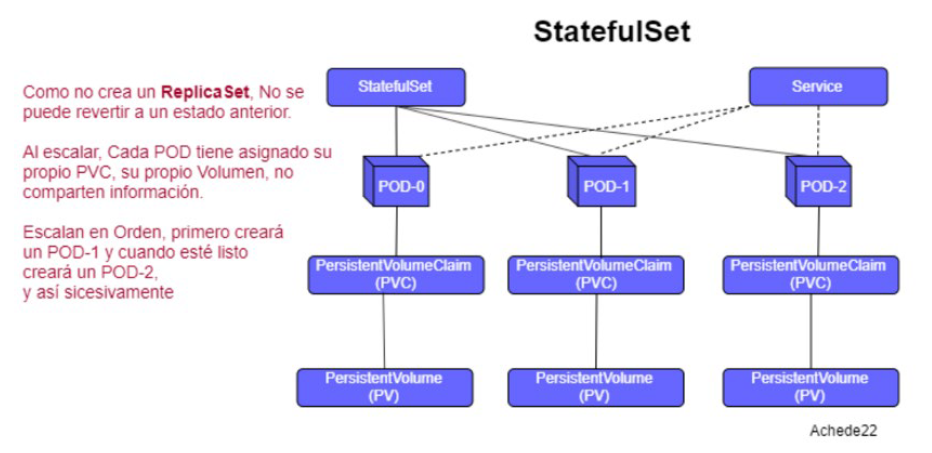 StatefulSet
Como no crea un ReplicaSet, No se
puede revertir a un estado anterior.
Al escalar, Cada POD tiene asignado su
propio PVC, su propio Volumen, no
comparten información.
Escalan en Orden, primero creará
un POD-1 y cuando esté listo
creará un POD-2,
y así sicesivamente
StatefulSet
Service
POD-0
POD-1
POD-2
PersistentVolumeClaim
(PVC)
PersistentVolumeClaim
(PVC)
PersistentVolumeClaim
(PVC)
PersistentVolume
(PV)
PersistentVolume
(PV)
PersistentVolume
(PV)
Achede22